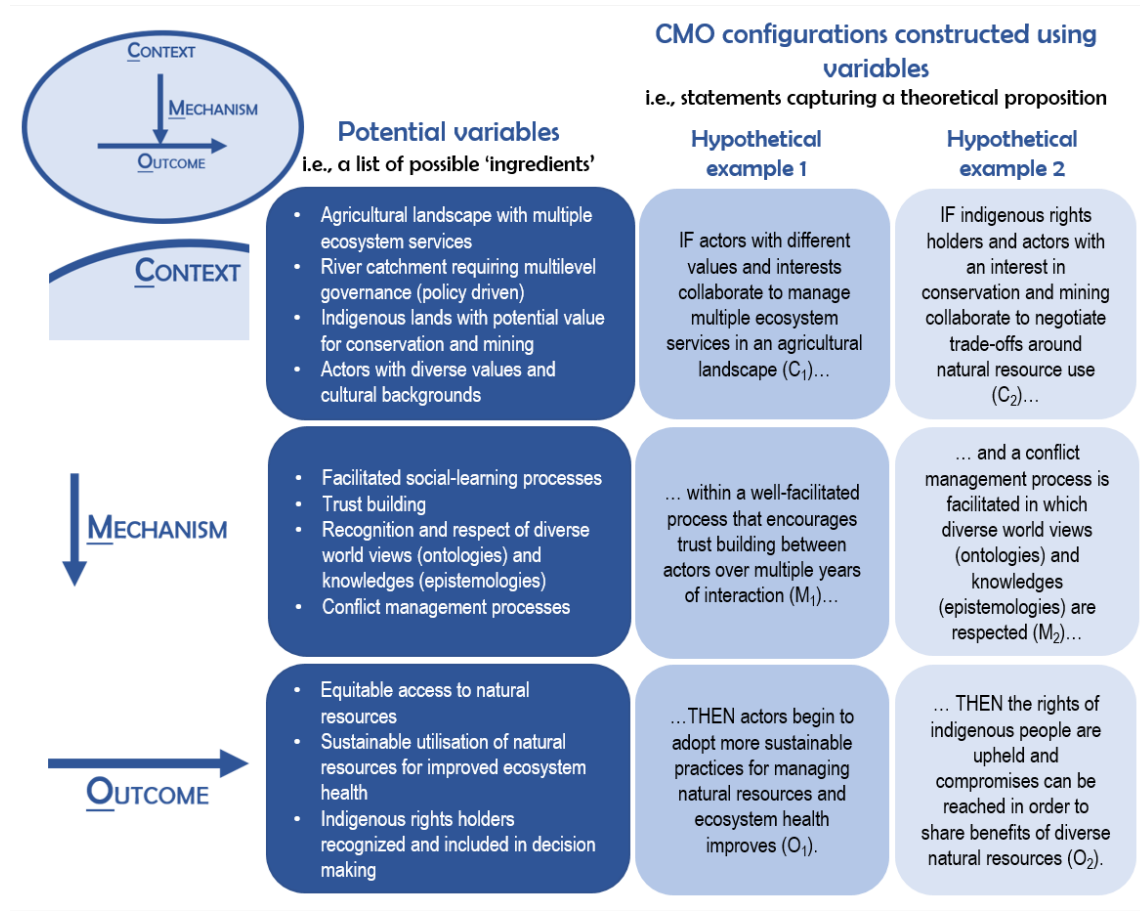 CONTEXT
MECHANISM
OUTCOME
Potential variables
i.e., a list of possible ‘ingredients’
CMO configurations constructed using
variables
i.e., statements capturing a theoretical proposition
Hypothetical
example 1
Hypothetical
example 2
CONTEXT
• Agricultural landscape with multiple
ecosystem services
• River catchment requiring multilevel
governance (policy driven)
• Indigenous lands with potential value
for conservation and mining
• Actors with diverse values and
cultural backgrounds
IF actors with different
values and interests
collaborate to manage
multiple ecosystem
services in an agricultural
landscape (C₁)…
IF indigenous rights
holders and actors with
an interest in
conservation and mining
collaborate to negotiate
trade-offs around
natural resource use
(C₂)…
MECHANISM
• Facilitated social-learning processes
• Trust building
• Recognition and respect of diverse
world views (ontologies) and
knowledges (epistemologies)
• Conflict management processes
… within a well-facilitated
process that encourages
trust building between
actors over multiple years
of interaction (M₁)…
… and a conflict
management process is
facilitated in which
diverse world views
(ontologies) and
knowledges
(epistemologies) are
respected (M₂)…
OUTCOME
• Equitable access to natural
resources
• Sustainable utilisation of natural
resources for improved ecosystem
health
• Indigenous rights holders
recognized and included in decision
making
…THEN actors begin to
adopt more sustainable
practices for managing
natural resources and
ecosystem health
improves (O₁).
… THEN the rights of
indigenous people are
upheld and
compromises can be
reached in order to
share benefits of diverse
natural resources (O₂).